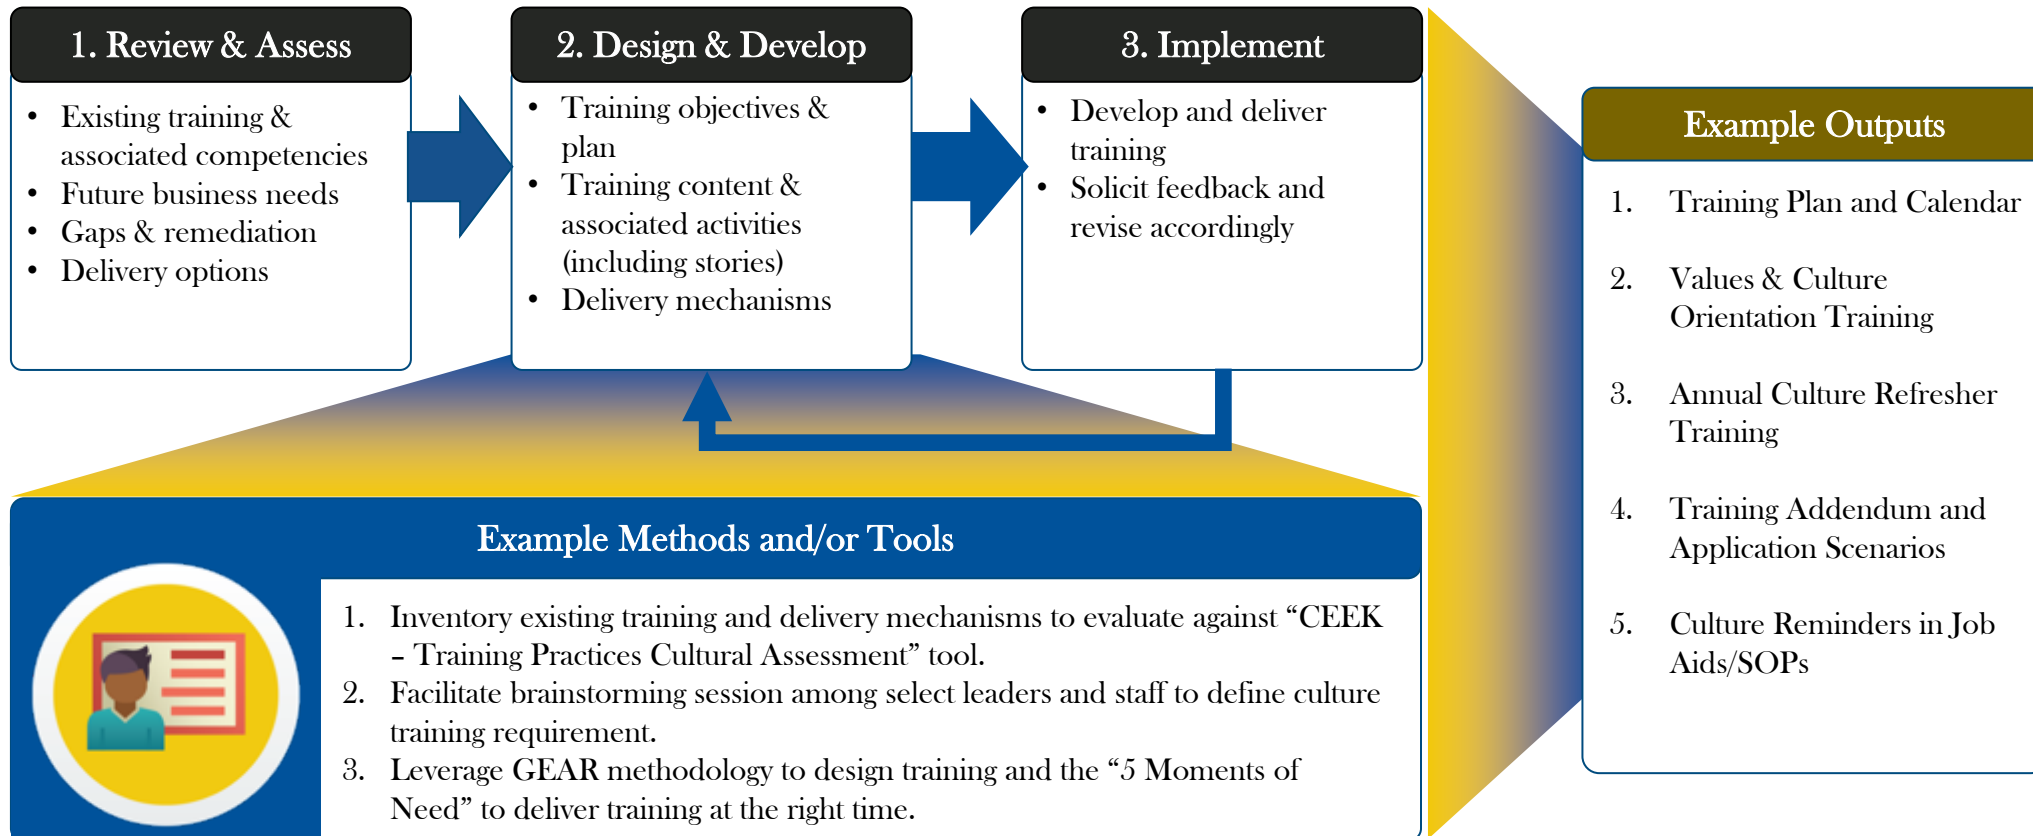 1. Review & Assess
• Existing training &
associated competencies
• Future business needs
• Gaps & remediation
• Delivery options
2. Design & Develop
• Training objectives &
plan
• Training content &
associated activities
(including stories)
• Delivery mechanisms
3. Implement
• Develop and deliver
training
• Solicit feedback and
revise accordingly
Example Methods and/or Tools
1. Inventory existing training and delivery mechanisms to evaluate against “CEEK
– Training Practices Cultural Assessment” tool.
2. Facilitate brainstorming session among select leaders and staff to define culture
training requirement.
3. Leverage GEAR methodology to design training and the “5 Moments of
Need” to deliver training at the right time.
Example Outputs
1. Training Plan and Calendar
2. Values & Culture
Orientation Training
3. Annual Culture Refresher
Training
4. Training Addendum and
Application Scenarios
5. Culture Reminders in Job
Aids/SOPs